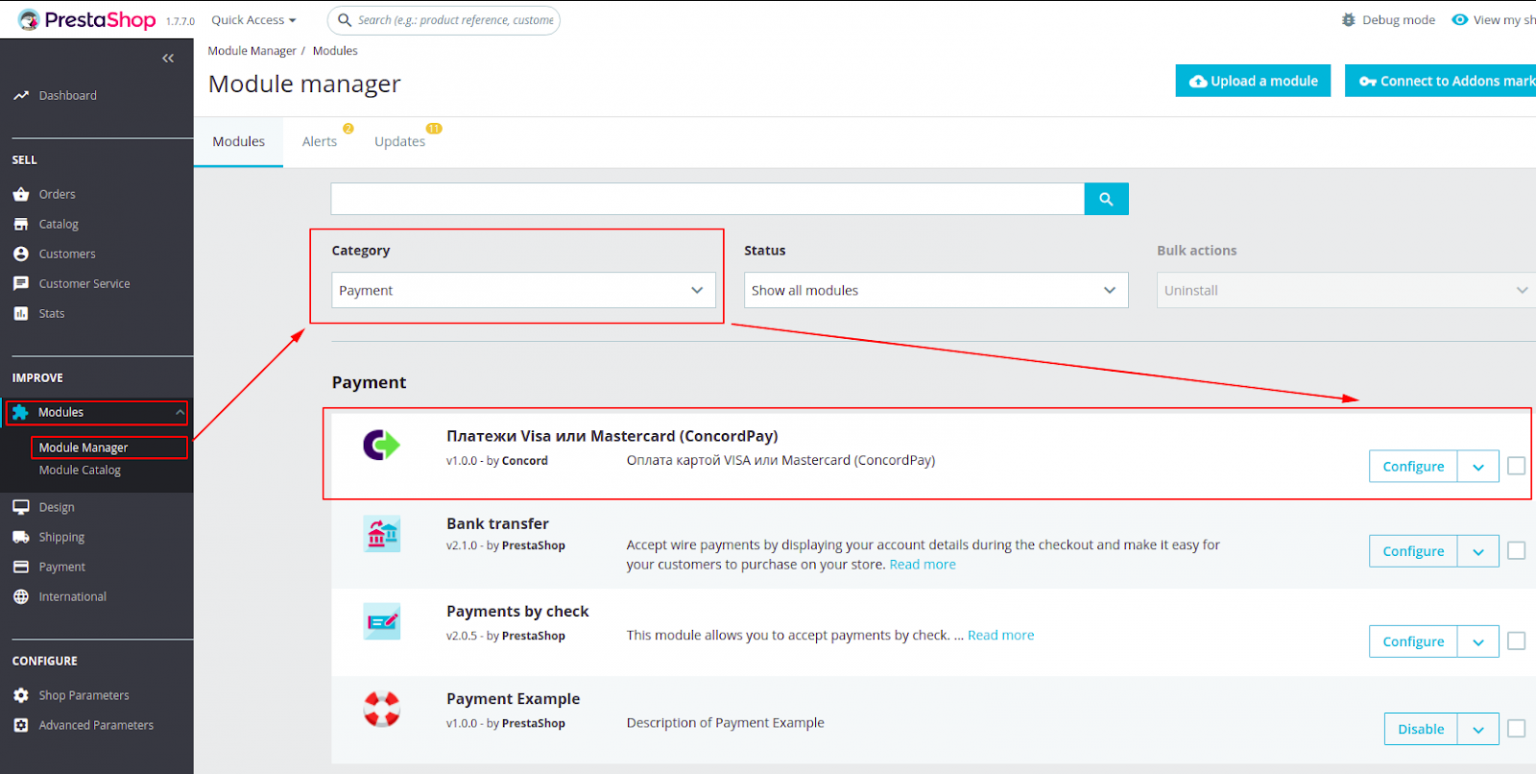 PrestaShop 1.7.7.0 Quick Access Search (e.g.: product reference, custome Debug mode View my sh
Module Manager / Modules
Module manager
Upload a module Connect to Addons mark
Dashboard
Modules Alerts 2 Updates 11
SELL
Orders
Catalog
Customers
Customer Service
Stats
Category Status Bulk actions
Payment Show all modules Uninstall
IMPROVE
Modules
Module Manager
Module Catalog
Design
Shipping
Payment
International
CONFIGURE
Shop Parameters
Advanced Parameters
Payment
Платежи Visa или Mastercard (ConcordPay)
v1.0.0 - by Concord Оплата картой VISA или Mastercard (ConcordPay) Configure
Bank transfer
v2.1.0 - by PrestaShop Accept wire payments by displaying your account details during the checkout and make it easy for
your customers to purchase on your store. Read more Configure
Payments by check
v2.0.5 - by PrestaShop This module allows you to accept payments by check. ... Read more Configure
Payment Example
v1.0.0 - by PrestaShop Description of Payment Example Disable